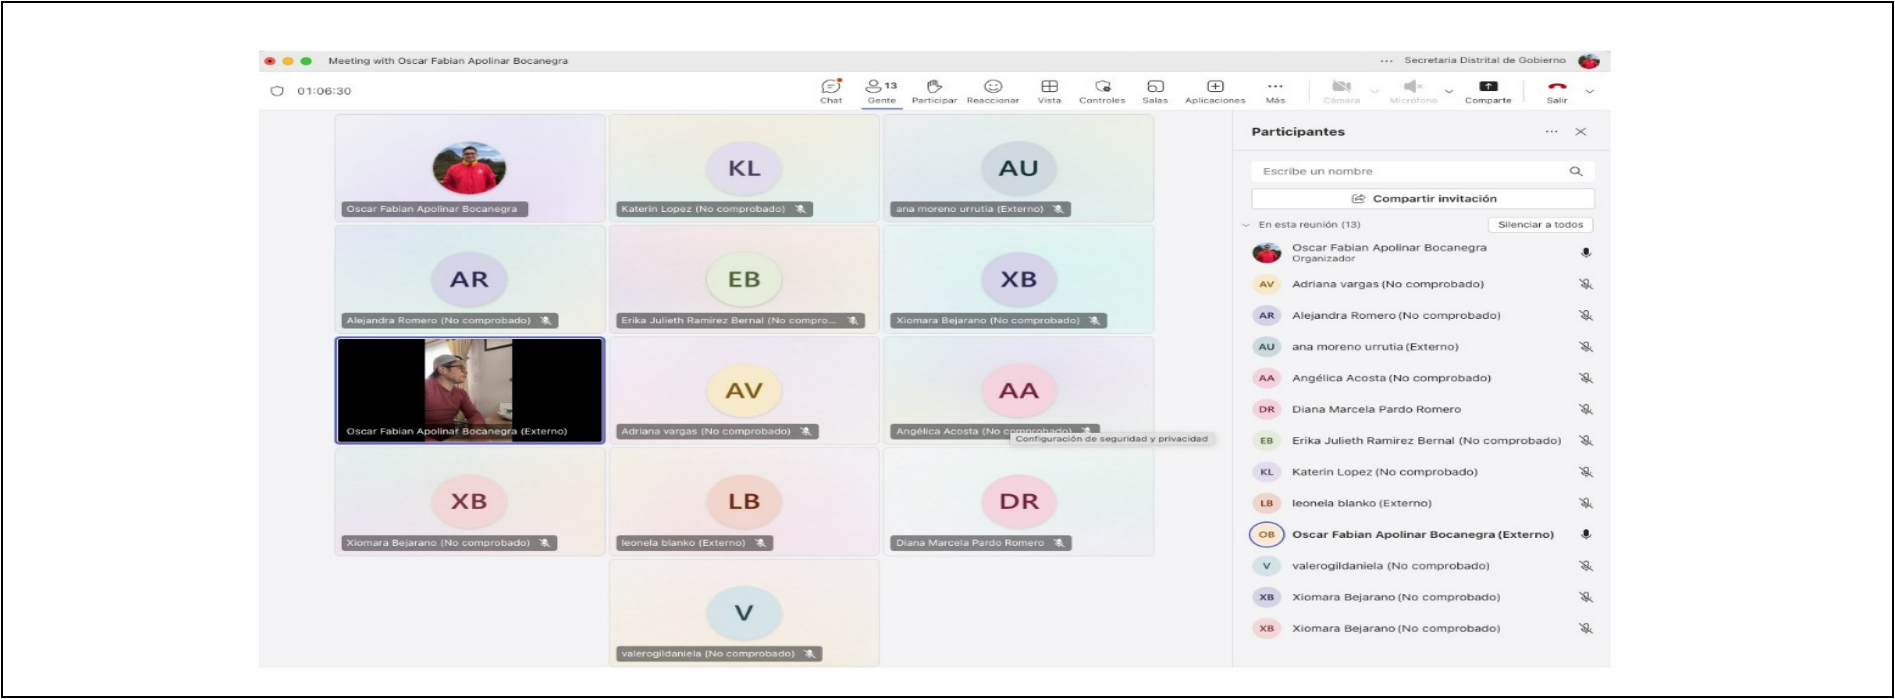 Meeting with Oscar Fabian Apolinar Bocanegra
··· Secretaria Distrital de Gobierno
01:06:30
Chat
13
Gente
Participar
Reaccionar
Vista
Controles
Salas
Aplicaciones
Más
Cámara
Micrófono
Comparte
Salir
Oscar Fabian Apolinar Bocanegra
KL
Katerin Lopez (No comprobado)
AU
ana moreno urrutia (Externo)
AR
Alejandra Romero (No comprobado)
EB
Erika Julieth Ramirez Bernal (No compro...
XB
Xiomara Bejarano (No comprobado)
Oscar Fabian Apolinar Bocanegra (Externo)
AV
Adriana vargas (No comprobado)
AA
Angélica Acosta (No comprobado)
Configuración de seguridad y privacidad
XB
Xiomara Bejarano (No comprobado)
LB
leonela blanko (Externo)
DR
Diana Marcela Pardo Romero
V
valerogildaniela (No comprobado)
Participantes
Escribe un nombre
Compartir invitación
En esta reunión (13)
Silenciar a todos
Oscar Fabian Apolinar Bocanegra
Organizador
AV Adriana vargas (No comprobado)
AR Alejandra Romero (No comprobado)
AU ana moreno urrutia (Externo)
AA Angélica Acosta (No comprobado)
DR Diana Marcela Pardo Romero
EB Erika Julieth Ramirez Bernal (No comprobado)
KL Katerin Lopez (No comprobado)
LB leonela blanko (Externo)
OB Oscar Fabian Apolinar Bocanegra (Externo)
V valerogildaniela (No comprobado)
XB Xiomara Bejarano (No comprobado)
XB Xiomara Bejarano (No comprobado)